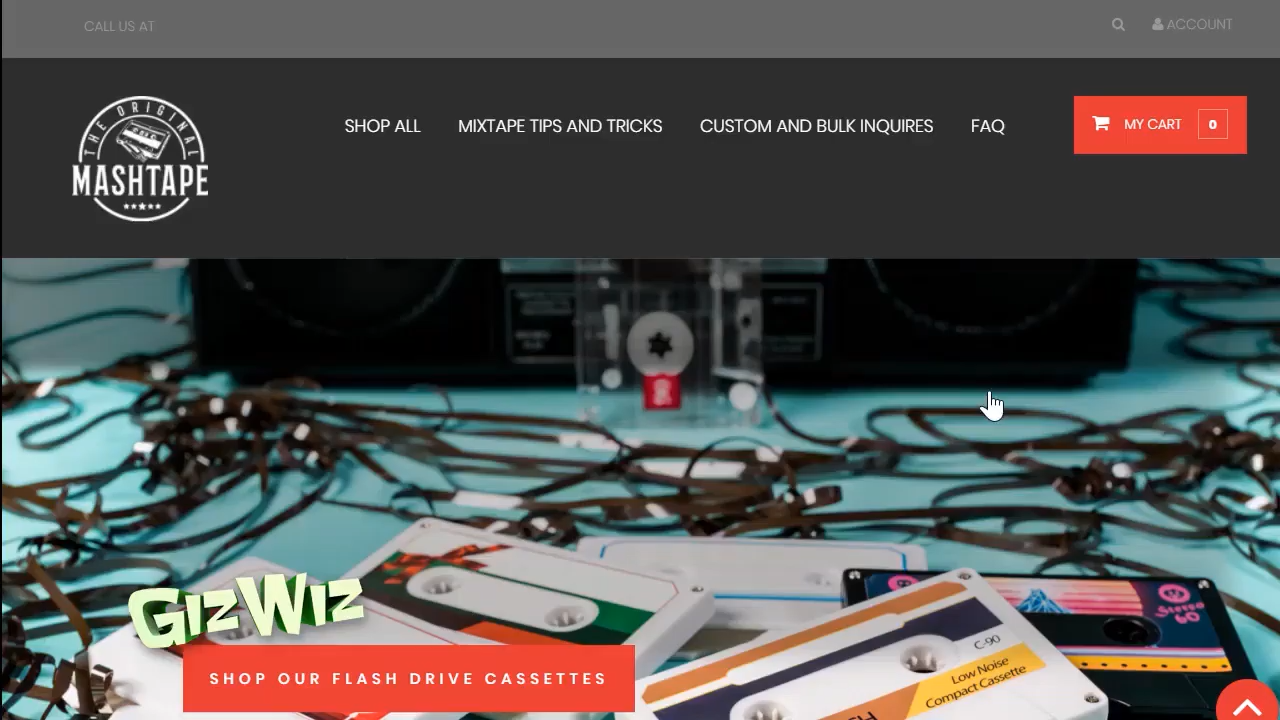 CALL US AT
ACCOUNT
THE ORIGINAL
MASHTAPE
SHOP ALL
MIXTAPE TIPS AND TRICKS
CUSTOM AND BULK INQUIRES
FAQ
MY CART 0
GIZWIZ
SHOP OUR FLASH DRIVE CASSETTES
C-90
Low Noise
Compact Cassette
Stereo
60